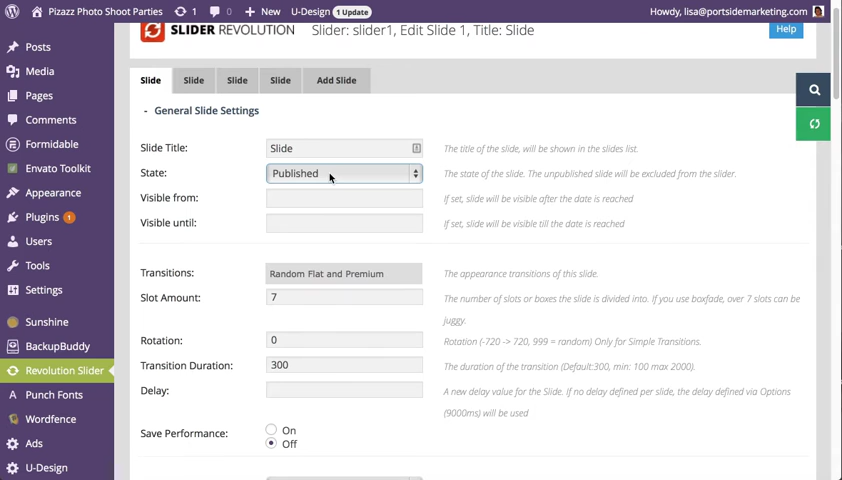 Pizazz Photo Shoot Parties 1 0 + New U-Design 1 Update Howdy, lisa@portsidemarketing.com
SLIDER REVOLUTION Slider: slider1, Edit Slide 1, Title: Slide Help
Posts
Media
Pages
Comments
Formidable
Envato Toolkit
Appearance
Plugins 1
Users
Tools
Settings
Sunshine
BackupBuddy
Revolution Slider
Punch Fonts
Wordfence
Ads
U-Design
Slide Slide Slide Slide Add Slide
- General Slide Settings
Slide Title: Slide The title of the slide, will be shown in the slides list.
State: Published The state of the slide. The unpublished slide will be excluded from the slider.
Visible from: If set, slide will be visible after the date is reached
Visible until: If set, slide will be visible till the date is reached
Transitions: Random Flat and Premium The appearance transitions of this slide.
Slot Amount: 7 The number of slots or boxes the slide is divided into. If you use boxfade, over 7 slots can be
juggy.
Rotation: 0 Rotation (-720 -> 720, 999 = random) Only for Simple Transitions.
Transition Duration: 300 The duration of the transition (Default:300, min: 100 max 2000).
Delay: A new delay value for the Slide. If no delay defined per slide, the delay defined via Options
(9000ms) will be used
Save Performance: On
Off